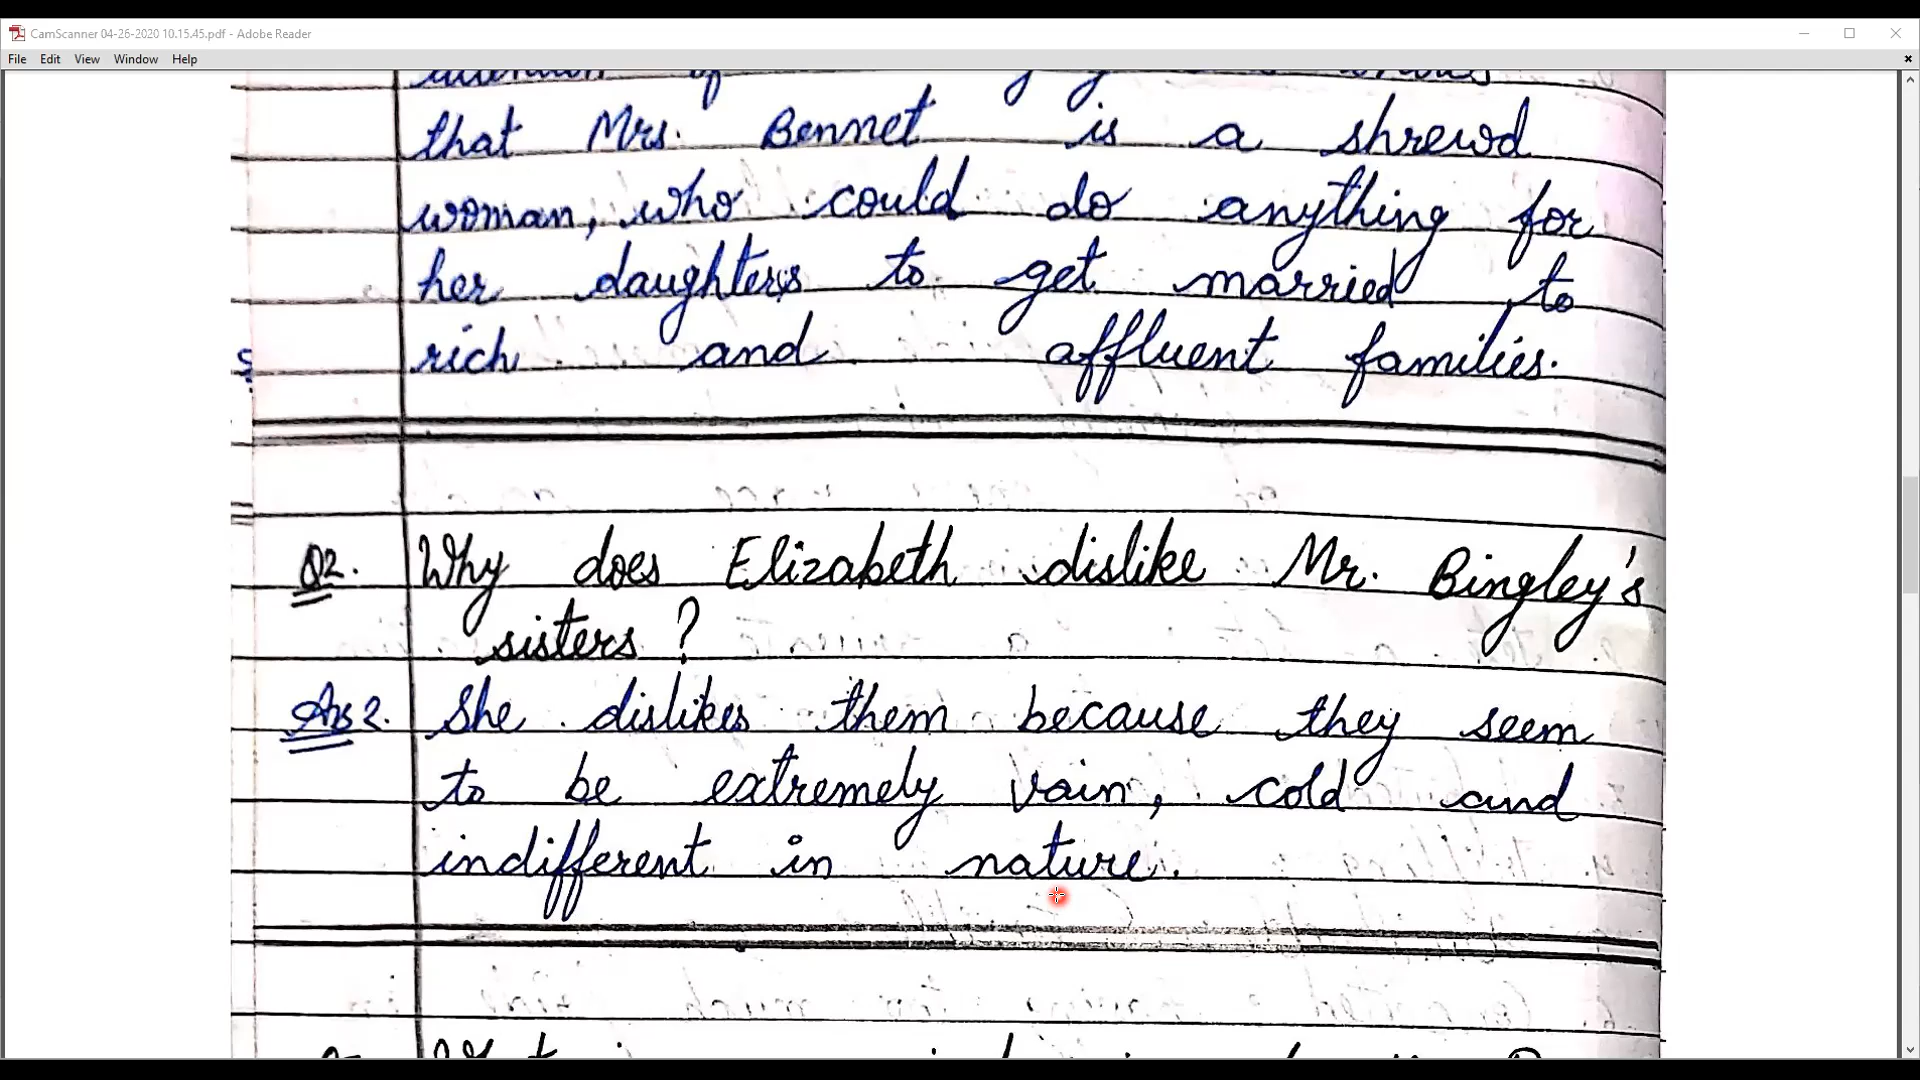 CamScanner 04-26-2020 10.15.45.pdf - Adobe Reader
File Edit View Window Help
of
that Mrs. Bennet is a shrewd
woman, who could do anything for
her daughters to get married to
rich and affluent families.
Q2. Why does Elizabeth dislike Mr. Bingley's
sisters?
Ans 2. She dislikes them because they seem
to be extremely vain, cold and
indifferent in nature.